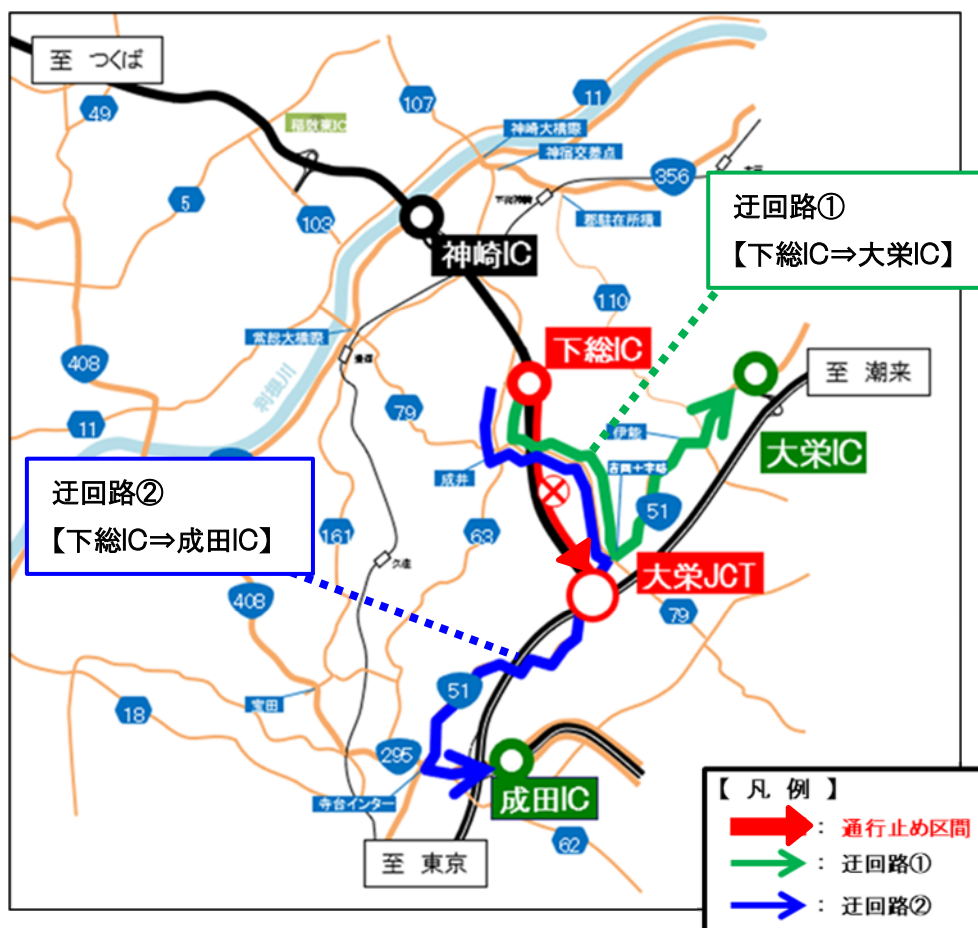 至 つくば
49
107
11
稲敷東IC
神崎大橋際
神宿交差点
356
5
103
郡駐在所横
神崎IC
迂回路①
【下総IC⇒大栄IC】
110
常総大橋際
下総IC
至 潮来
408
利根川
79
11
伊能
大栄IC
成井
吉岡十字路
迂回路②
【下総IC⇒成田IC】
51
161
63
久住
大栄JCT
408
79
51
宝田
18
295
成田IC
寺台インター
62
至 東京
【 凡 例 】
: 通行止め区間
: 迂回路①
: 迂回路②